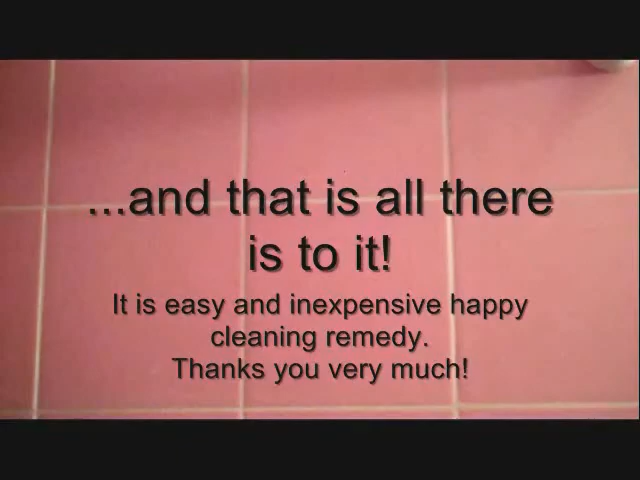 ...and that is all there
is to it!
It is easy and inexpensive happy
cleaning remedy.
Thanks you very much!